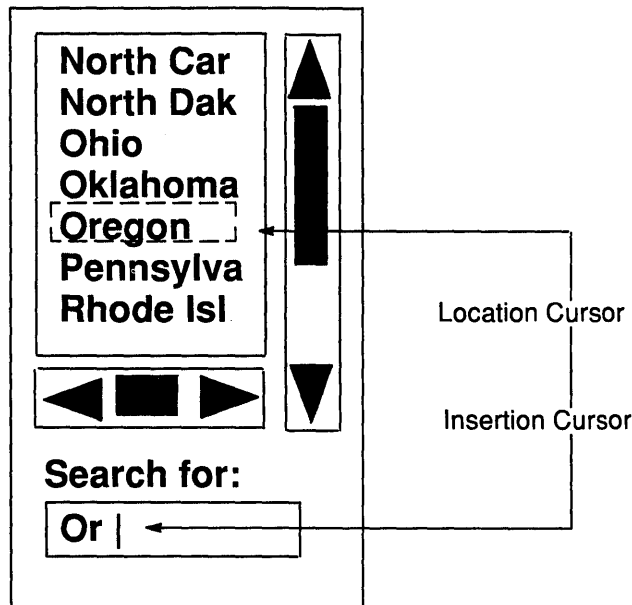 North Car
North Dak
Ohio
Oklahoma
Oregon
Pennsylva
Rhode Isl
Location Cursor
Insertion Cursor
Search for:
Or